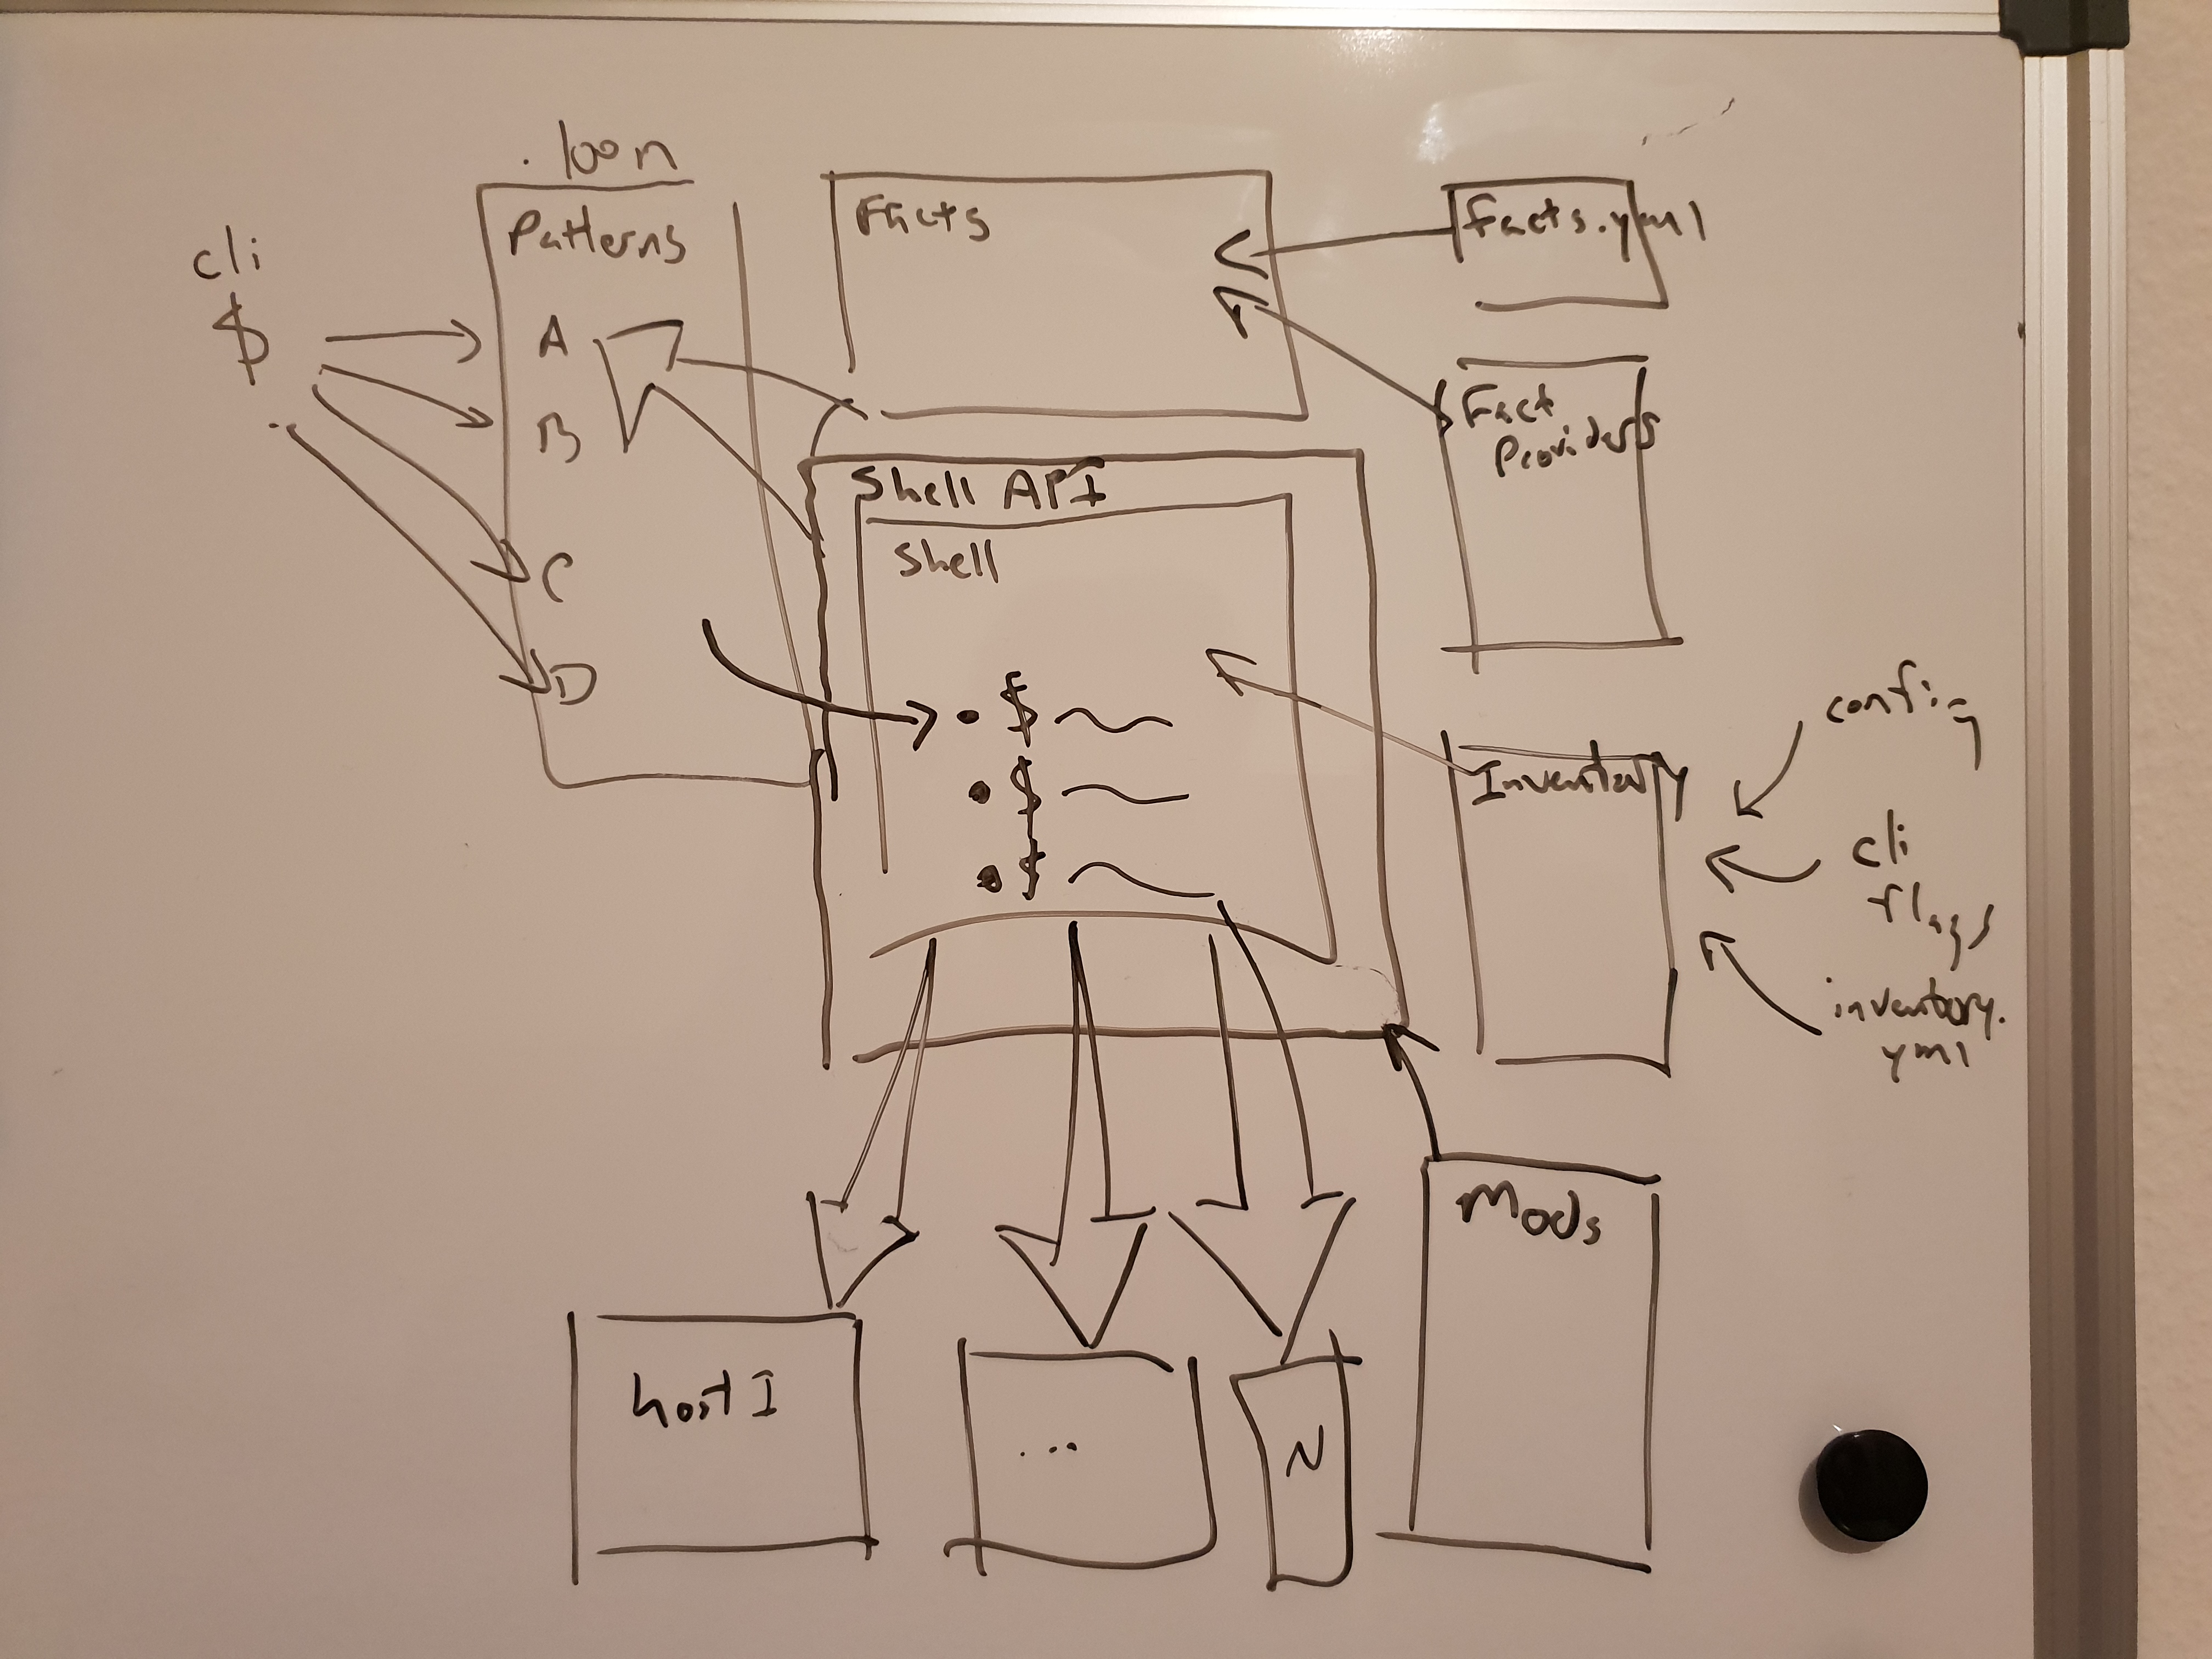 .loon
Patterns
cli
$
A
B
C
D
Facts
Facts.yml
Fact
Providers
Shell API
Shell
• $
• $
• $
Inventory
config
cli
flags
inventory.
yml
Mods
host I
...
N